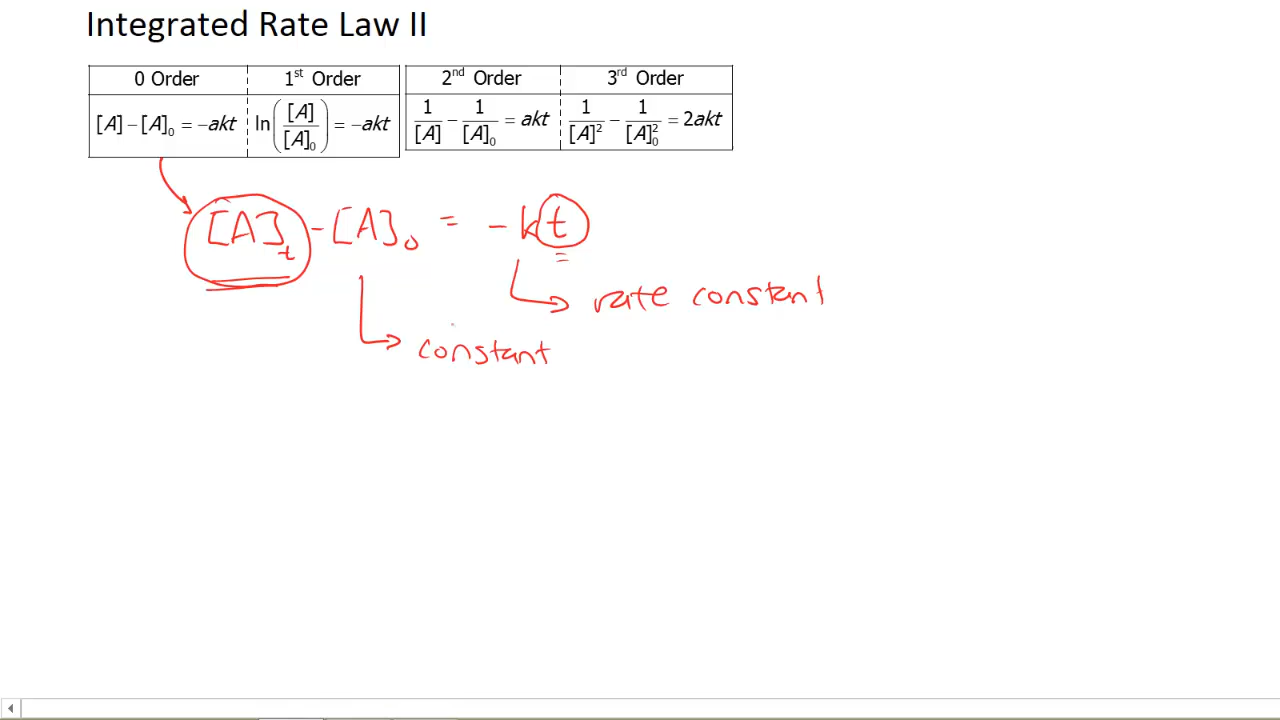 Integrated Rate Law II
0 Order 1st Order 2nd Order 3rd Order
[A] − [A]₀ = −akt ln([A]/[A]₀) = −akt 1/[A] − 1/[A]₀ = akt 1/[A]² − 1/[A]₀² = 2akt
[A]ₜ − [A]₀ = − kt
rate constant
constant